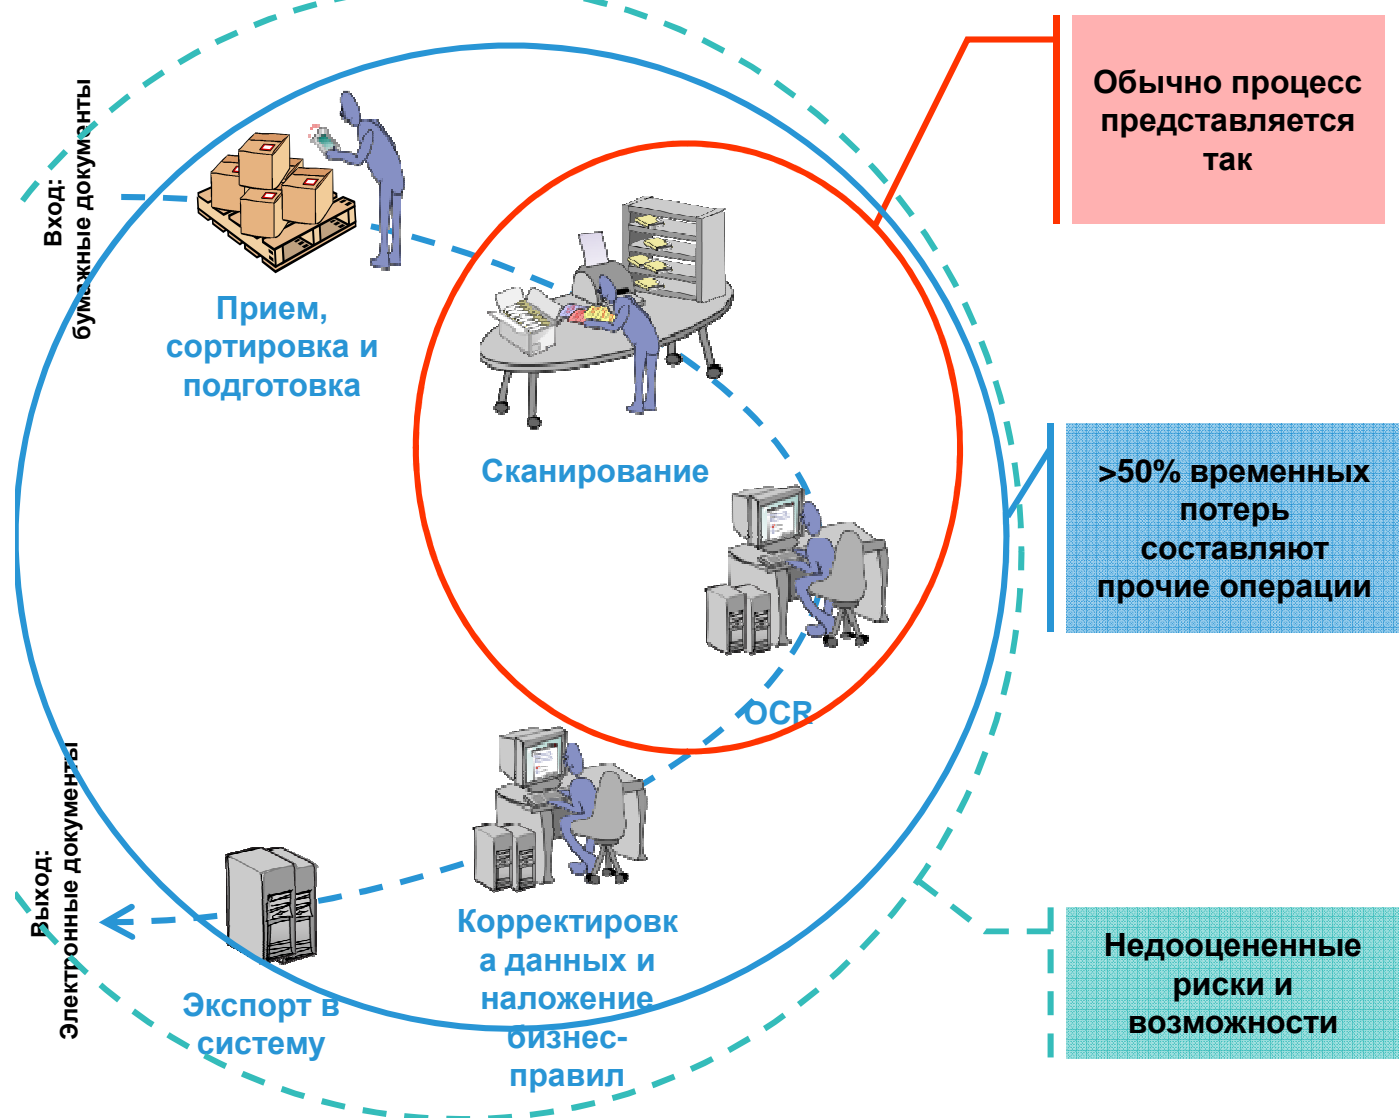 Обычно процесс
представляется
так
Вход:
бумажные документы
Прием,
сортировка и
подготовка
Сканирование
>50% временных
потерь
составляют
прочие операции
OCR
Выход:
Электронные документы
Корректировк
а данных и
наложение
бизнес-
правил
Экспорт в
систему
Недооцененные
риски и
возможности